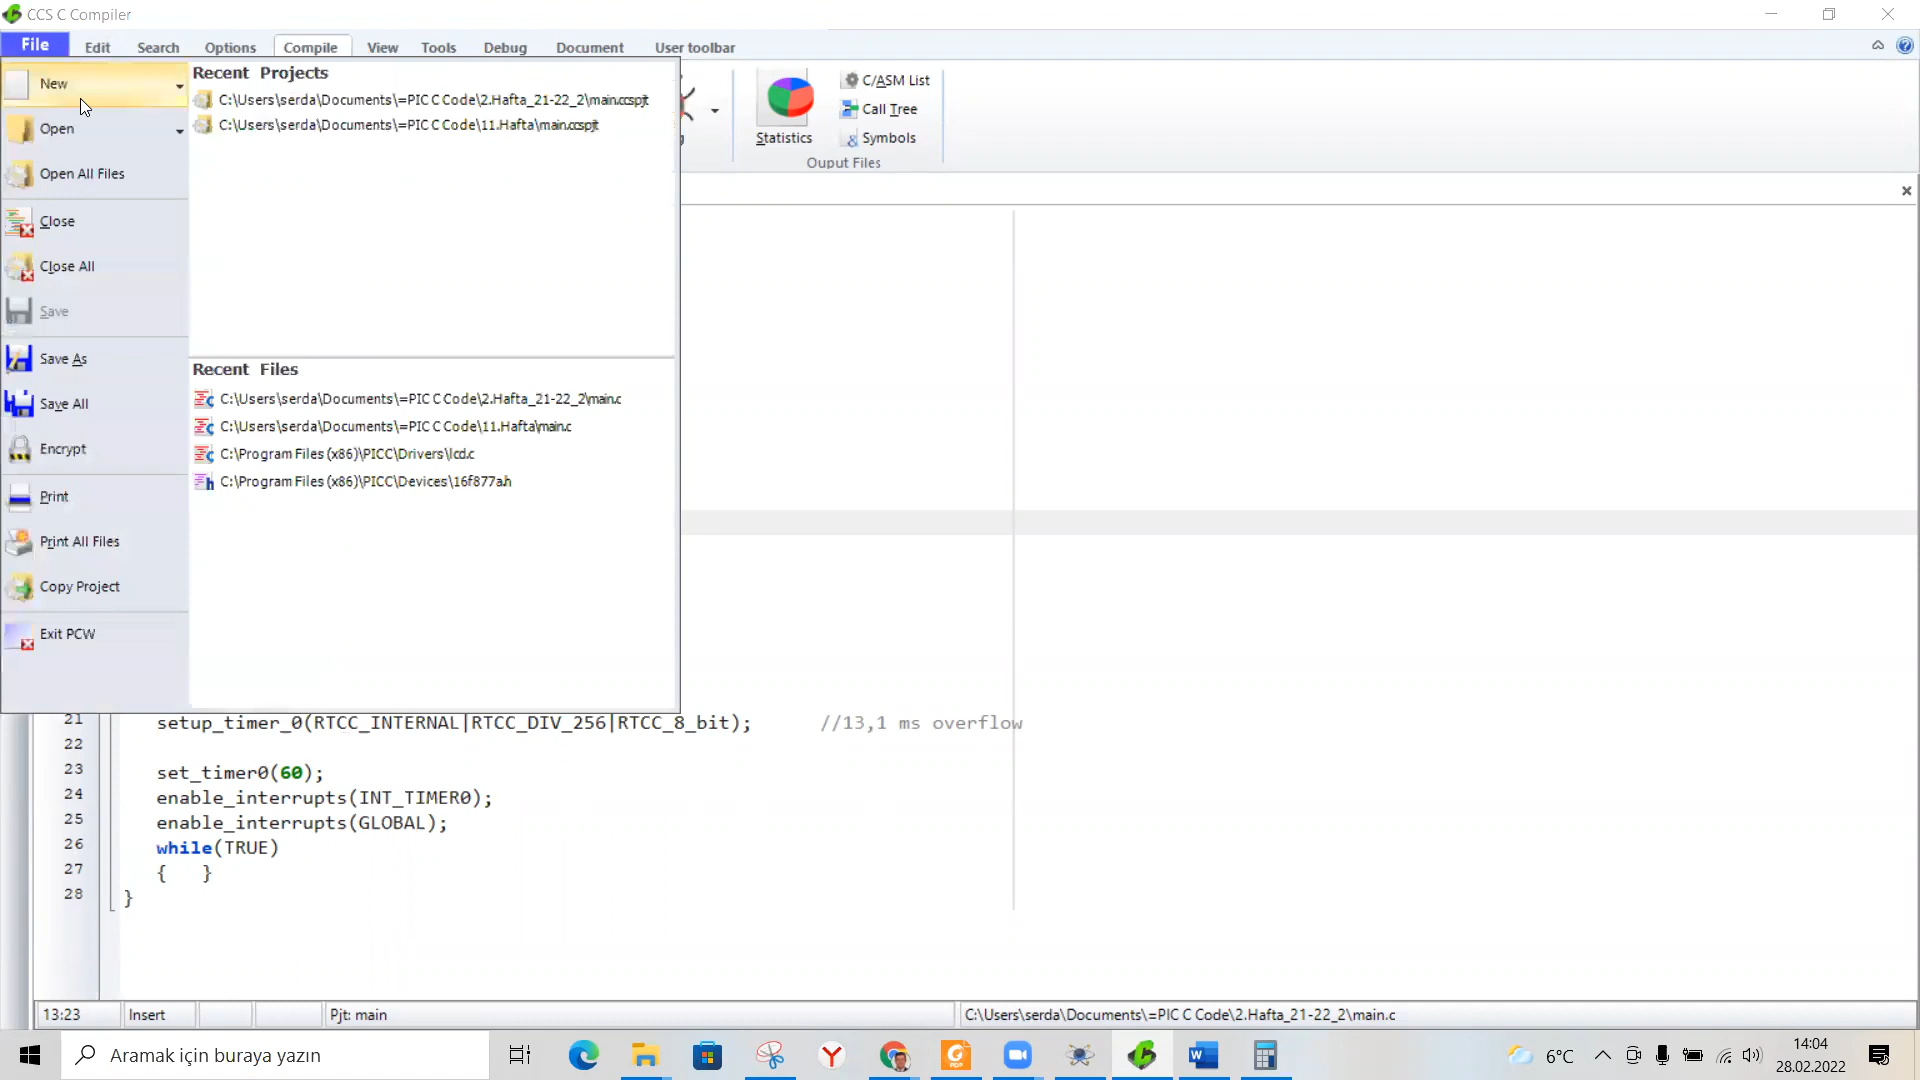 CCS C Compiler
File Edit Search Options Compile View Tools Debug Document User toolbar
New
Open
Open All Files
Close
Close All
Save
Save As
Save All
Encrypt
Print
Print All Files
Copy Project
Exit PCW
Recent Projects
C:\Users\serda\Documents\=PIC C Code\2.Hafta_21-22_2\main.ccspjt
C:\Users\serda\Documents\=PIC C Code\11.Hafta\main.ccspjt
Recent Files
C:\Users\serda\Documents\=PIC C Code\2.Hafta_21-22_2\main.c
C:\Users\serda\Documents\=PIC C Code\11.Hafta\main.c
C:\Program Files (x86)\PICC\Drivers\lcd.c
C:\Program Files (x86)\PICC\Devices\16f877a.h
Statistics
C/ASM List
Call Tree
Symbols
Ouput Files
21 setup_timer_0(RTCC_INTERNAL|RTCC_DIV_256|RTCC_8_bit); //13,1 ms overflow
22
23 set_timer0(60);
24 enable_interrupts(INT_TIMER0);
25 enable_interrupts(GLOBAL);
26 while(TRUE)
27 { }
28 }
13:23 Insert Pjt: main C:\Users\serda\Documents\=PIC C Code\2.Hafta_21-22_2\main.c
Aramak için buraya yazın
6°C
14:04
28.02.2022